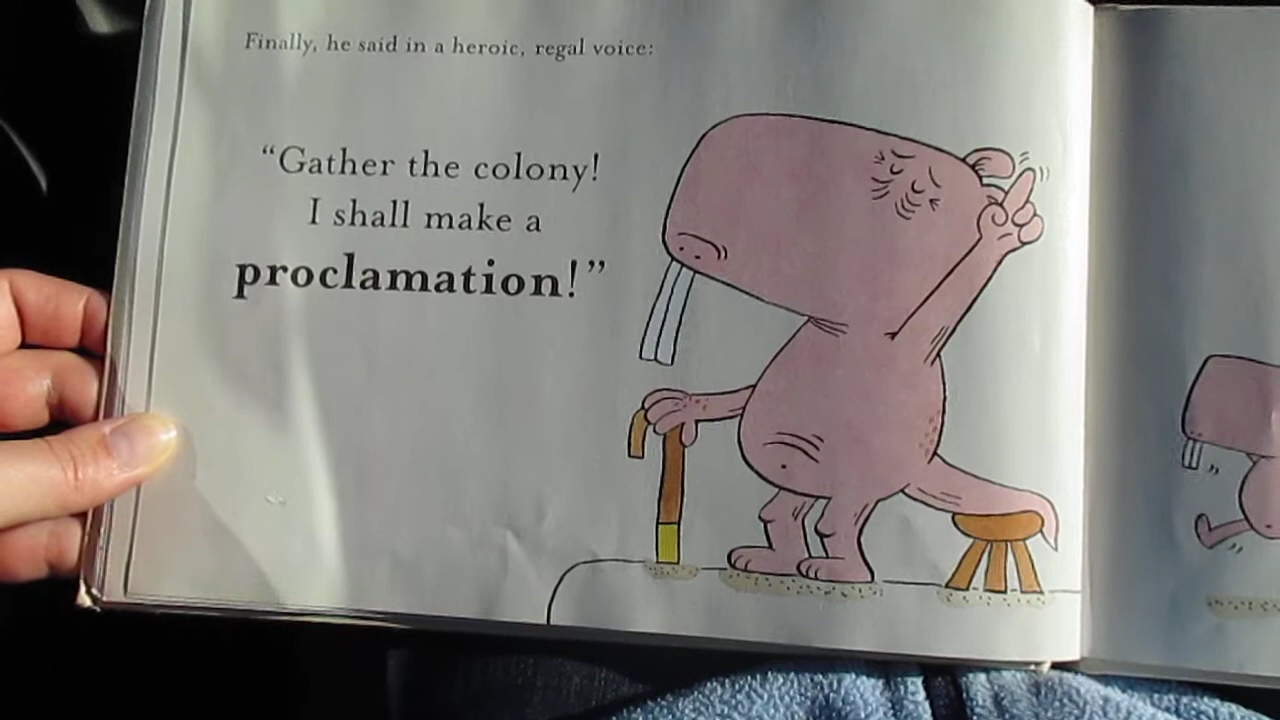 Finally, he said in a heroic, regal voice:
“Gather the colony!
I shall make a
proclamation!”